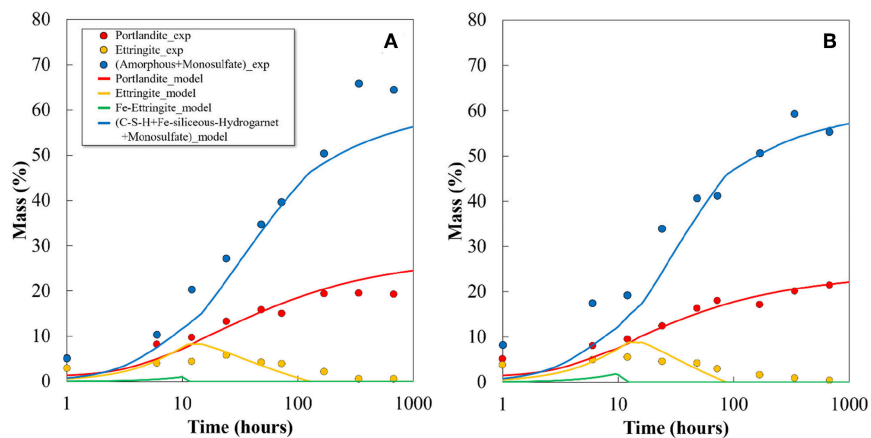 A
Portlandite_exp
Ettringite_exp
(Amorphous+Monosulfate)_exp
Portlandite_model
Ettringite_model
Fe-Ettringite_model
(C-S-H+Fe-siliceous-Hydrogarnet
+Monosulfate)_model
80
70
60
50
40
30
20
10
0
Mass (%)
1
10
100
1000
Time (hours)
B
80
70
60
50
40
30
20
10
0
Mass (%)
1
10
100
1000
Time (hours)